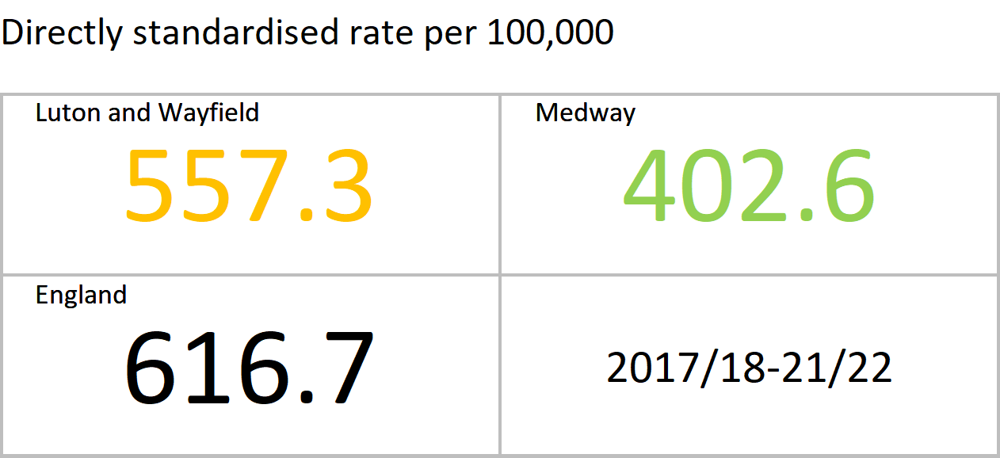 Directly standardised rate per 100,000
Luton and Wayfield
557.3
Medway
402.6
England
616.7
2017/18-21/22